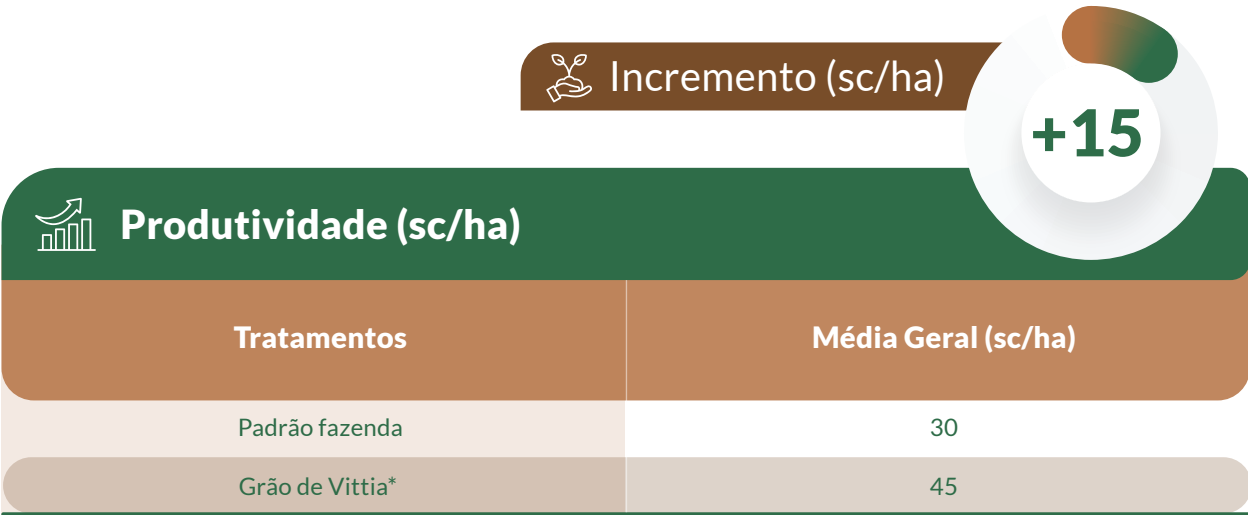 Incremento (sc/ha)
+15
Produtividade (sc/ha)
Tratamentos
Média Geral (sc/ha)
Padrão fazenda
30
Grão de Vittia*
45